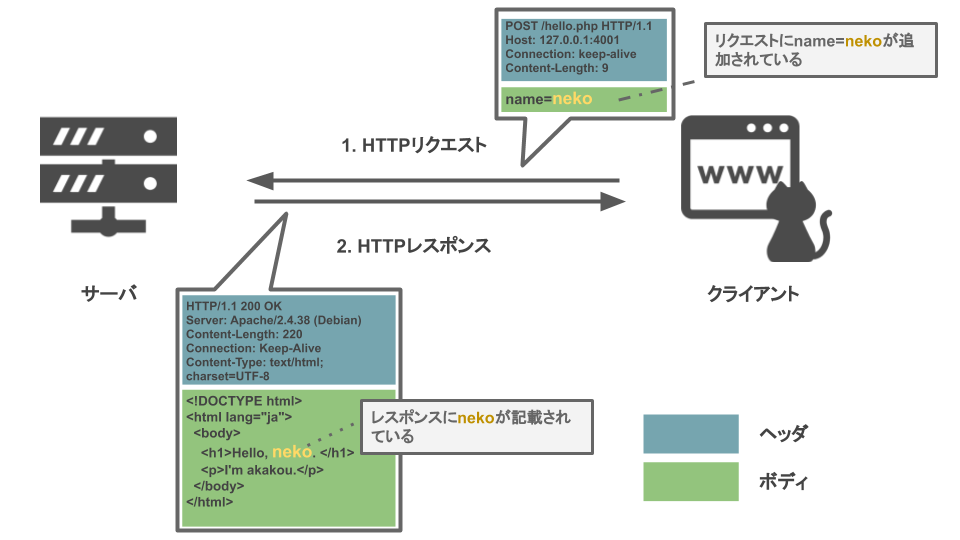 POST /hello.php HTTP/1.1
Host: 127.0.0.1:4001
Connection: keep-alive
Content-Length: 9
name=neko
リクエストにname=nekoが追
加されている
1. HTTPリクエスト
WWW
2. HTTPレスポンス
サーバ
クライアント
HTTP/1.1 200 OK
Server: Apache/2.4.38 (Debian)
Content-Length: 220
Connection: Keep-Alive
Content-Type: text/html;
charset=UTF-8
<!DOCTYPE html>
<html lang="ja">
<body>
<h1>Hello, neko. </h1>
<p>I'm akakou.</p>
</body>
</html>
レスポンスにnekoが記載され
ている
ヘッダ
ボディ